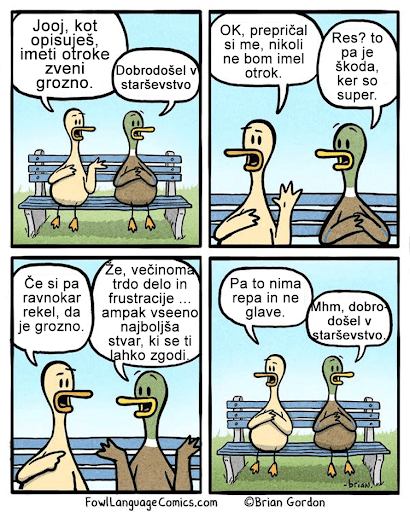 Jooj, kot
opisuješ,
imeti otroke
zveni
grozno.
Dobrodošel v
starševstvo
OK, prepričal
si me, nikoli
ne bom imel
otrok.
Res? to
pa je
škoda,
ker so
super.
Če si pa
ravnokar
rekel, da
je grozno.
Že, večinoma
trdo delo in
frustracije ...
ampak vseeno
najboljša
stvar, ki se ti
lahko zgodi.
Pa to nima
repa in ne
glave.
Mhm, dobro-
došel v
starševstvo.
-brian.
FowlLanguageComics.com
©Brian Gordon